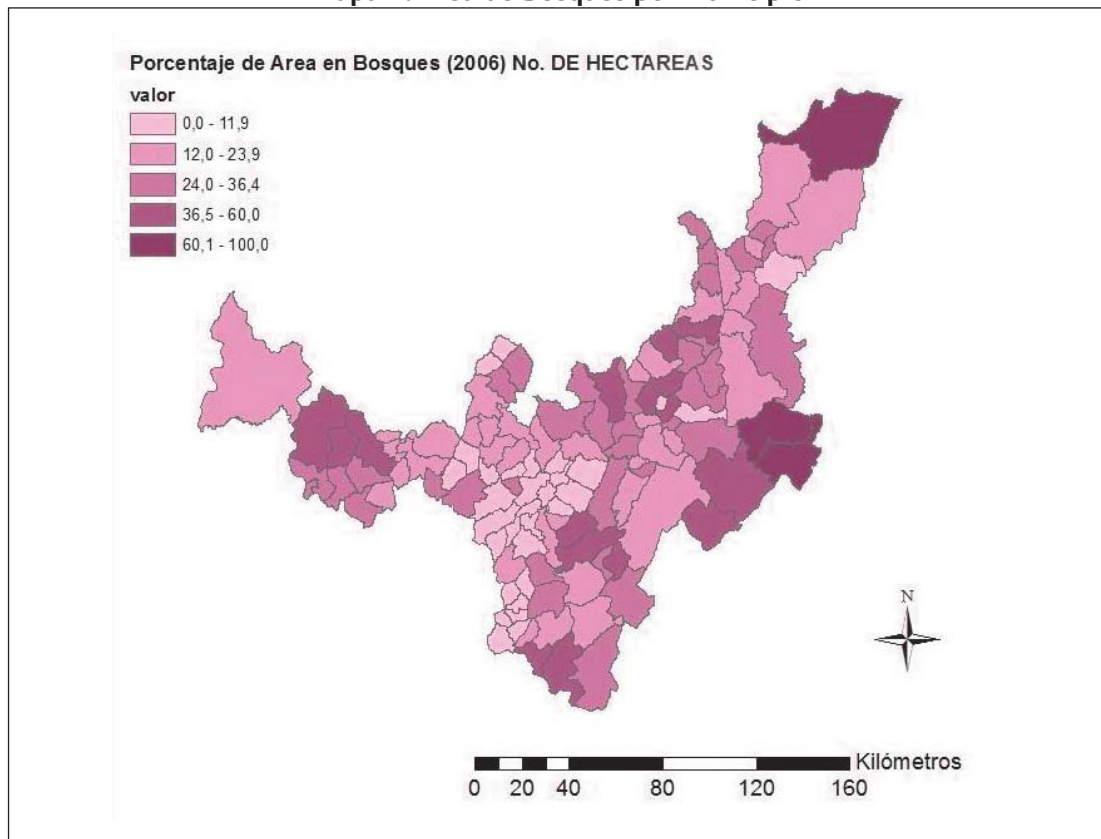 Porcentaje de Area en Bosques (2006) No. DE HECTAREAS
valor
0,0 - 11,9
12,0 - 23,9
24,0 - 36,4
36,5 - 60,0
60,1 - 100,0
N
Kilómetros
0 20 40 80 120 160